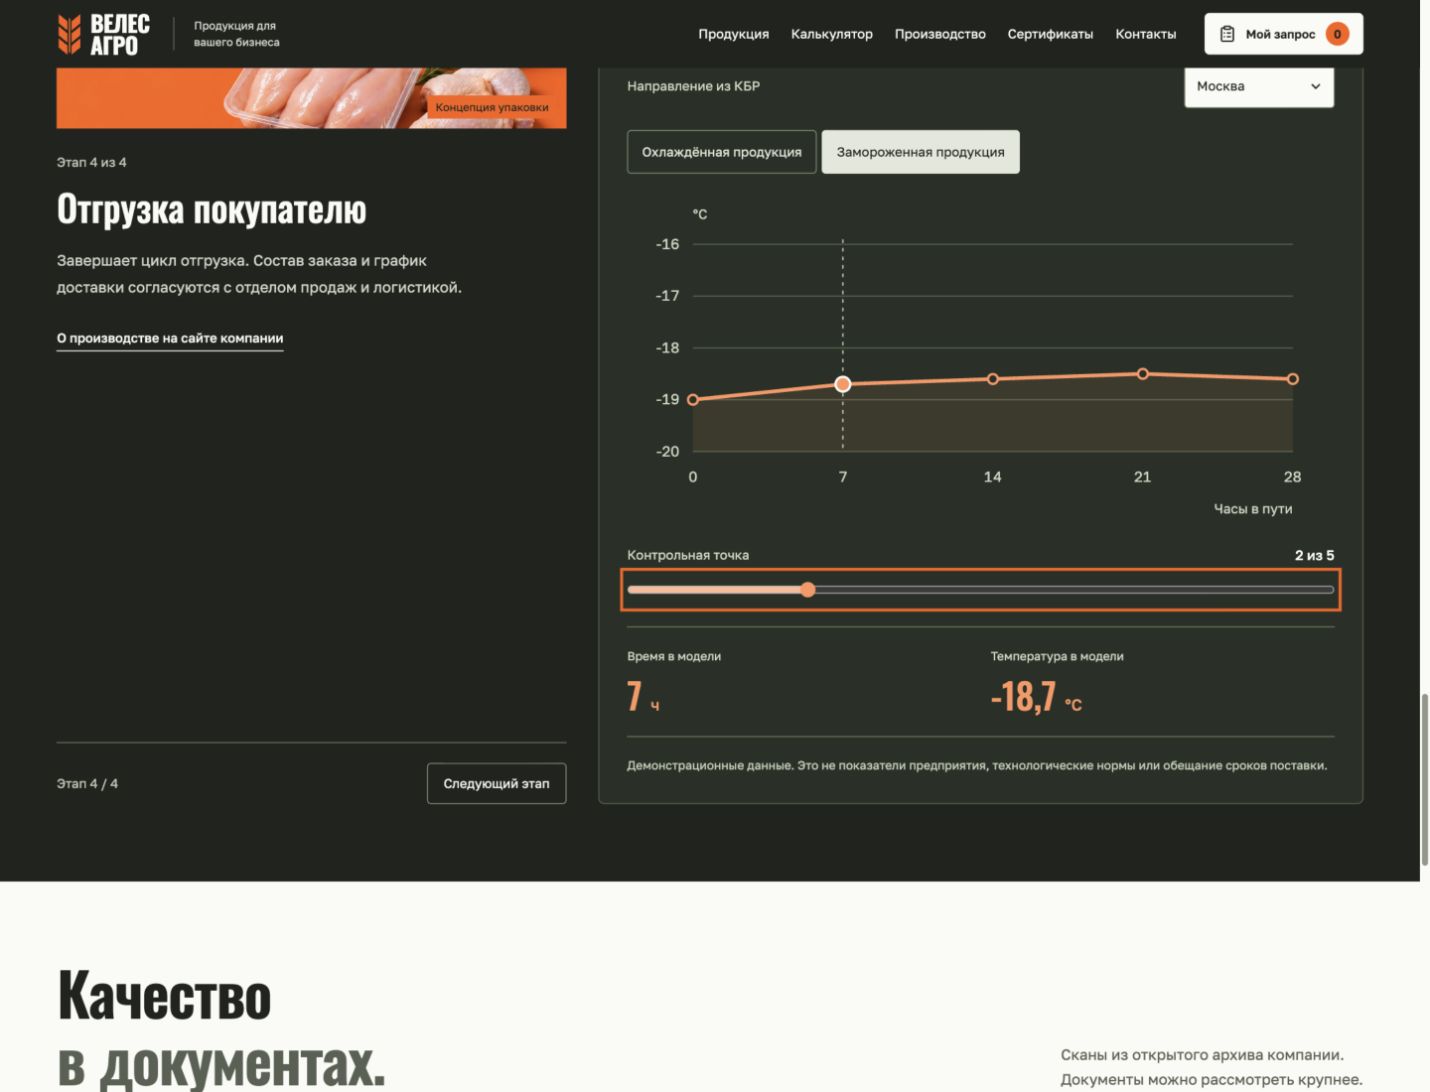 ВЕЛЕС
АГРО
Продукция для
вашего бизнеса
Продукция
Калькулятор
Производство
Сертификаты
Контакты
Мой запрос
0
Концепция упаковки
Этап 4 из 4
Отгрузка покупателю
Завершает цикл отгрузка. Состав заказа и график
доставки согласуются с отделом продаж и логистикой.
О производстве на сайте компании
Этап 4 / 4
Следующий этап
Направление из КБР
Москва
Охлаждённая продукция
Замороженная продукция
°C
-16
-17
-18
-19
-20
0
7
14
21
28
Часы в пути
Контрольная точка
2 из 5
Время в модели
7 ч
Температура в модели
-18,7 °C
Демонстрационные данные. Это не показатели предприятия, технологические нормы или обещание сроков поставки.
Качество
в документах.
Сканы из открытого архива компании.
Документы можно рассмотреть крупнее.